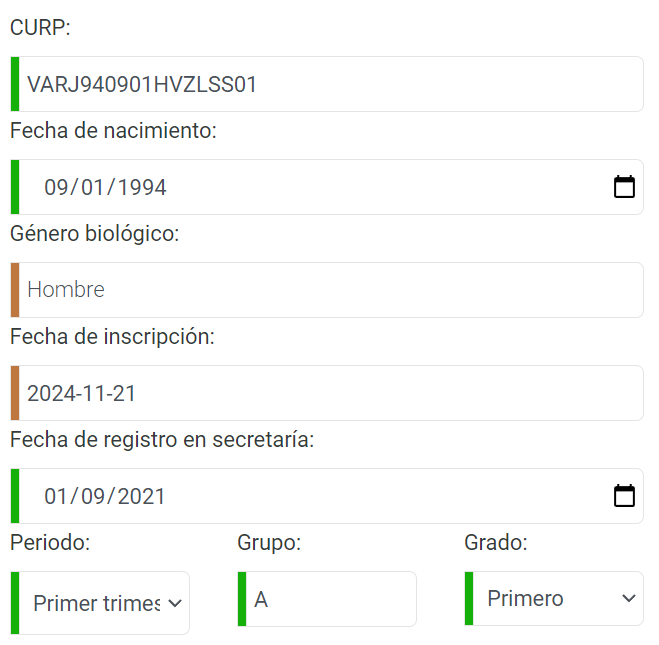 CURP:
VARJ940901HVZLSS01
Fecha de nacimiento:
09/01/1994
Género biológico:
Hombre
Fecha de inscripción:
2024-11-21
Fecha de registro en secretaría:
01/09/2021
Periodo: Grupo: Grado:
Primer trimes A Primero